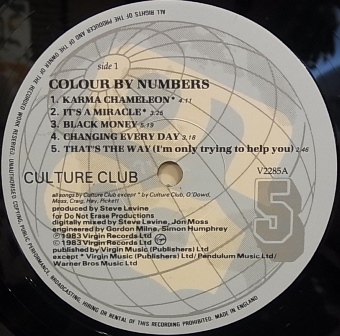 ALL RIGHTS OF THE PRODUCER AND OF THE OWNER OF THE RECORDED WORK RESERVED. UNAUTHORISED COPYING, PUBLIC PERFORMANCE, BROADCASTING, HIRING OR RENTAL OF THIS RECORDING PROHIBITED. MADE IN ENGLAND
side 1
COLOUR BY NUMBERS
1. KARMA CHAMELEON* 4.11
2. IT'S A MIRACLE* 3.25
3. BLACK MONEY 5.19
4. CHANGING EVERY DAY 3.18
5. THAT'S THE WAY (I'm only trying to help you) 2.46
CULTURE CLUB
V2285A
5
all songs by Culture Club except * by Culture Club, O'Dowd,
Moss, Craig, Hay, Pickett
produced by Steve Levine
for Do Not Erase Productions
digitally mixed by Steve Levine, Jon Moss
engineered by Gordon Milne, Simon Humphrey
℗ 1983 Virgin Records Ltd
© 1983 Virgin Records Ltd
published by Virgin Music (Publishers) Ltd
except * Virgin Music (Publishers) Ltd/Pendulum Music Ltd/
Warner Bros Music Ltd